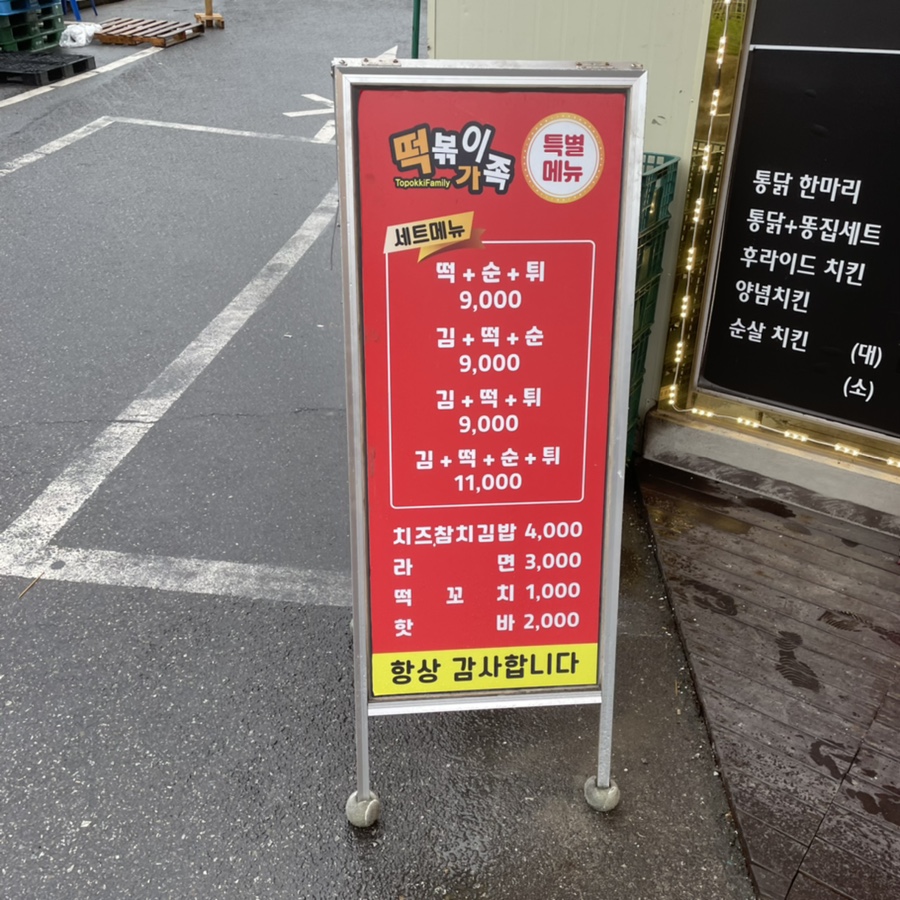 떡볶이
가족
TopokkiFamily
특별
메뉴
세트메뉴
떡+순+튀
9,000
김+떡+순
9,000
김+떡+튀
9,000
김+떡+순+튀
11,000
치즈참치김밥 4,000
라 면 3,000
떡 꼬 치 1,000
핫 바 2,000
항상 감사합니다
통닭 한마리
통닭+똥집세트
후라이드 치킨
양념치킨
순살 치킨 (대)
(소)